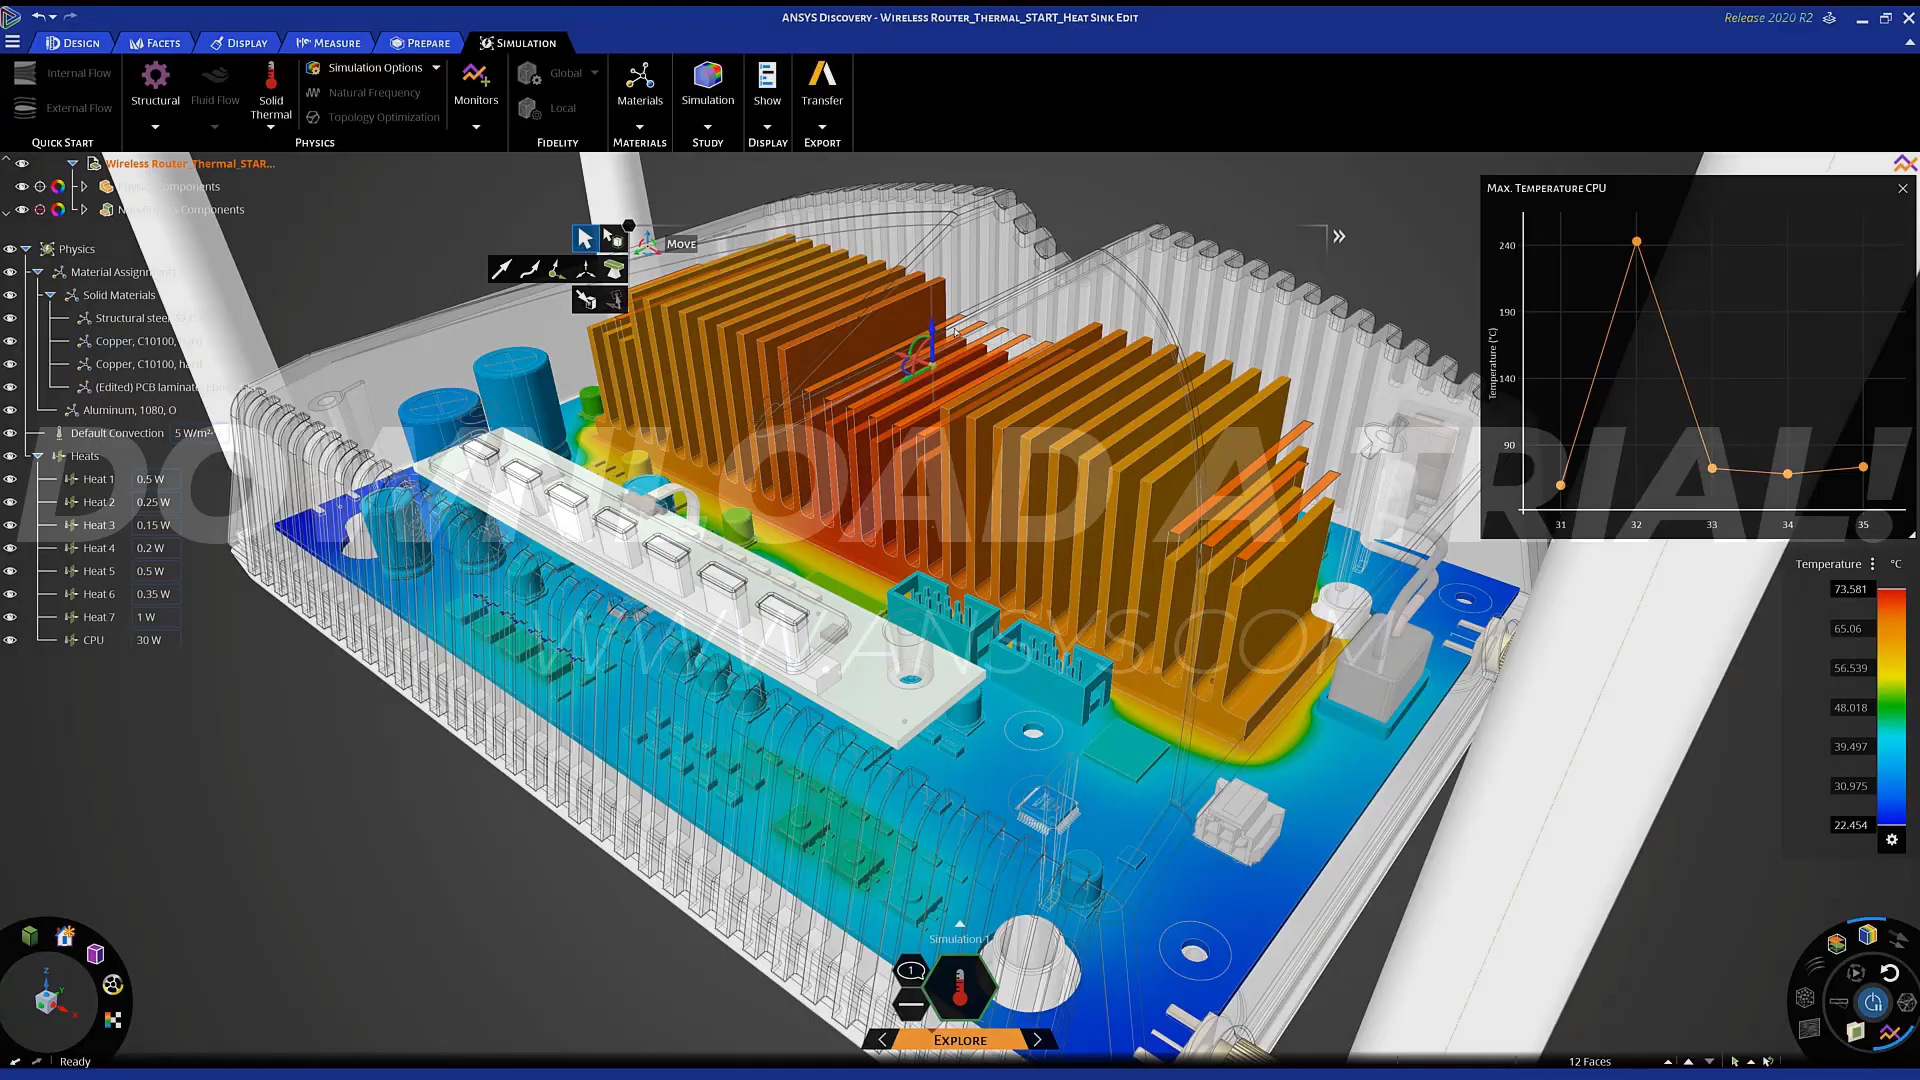 ANSYS Discovery - Wireless Router_Thermal_START_Heat Sink Edit
Release 2020 R2
Design
Facets
Display
Measure
Prepare
Simulation
Internal Flow
External Flow
Quick Start
Structural
Fluid Flow
Solid Thermal
Simulation Options
Natural Frequency
Topology Optimization
Physics
Monitors
Global
Local
Fidelity
Materials
Materials
Simulation
Study
Show
Display
Transfer
Export
Wireless Router_Thermal_STAR...
Components
Components
Physics
Material Assignments
Solid Materials
Structural steel,
Copper, C10100, hard
Copper, C10100, hard
(Edited) PCB laminate,
Aluminum, 1080, O
Default Convection 5 W/m²
Heats
Heat 1 0.5 W
Heat 2 0.25 W
Heat 3 0.15 W
Heat 4 0.2 W
Heat 5 0.5 W
Heat 6 0.35 W
Heat 7 1 W
CPU 30 W
Move
Max. Temperature CPU
Temperature (°C)
240
190
140
90
31 32 33 34 35
DOWNLOAD A TRIAL!
WWW.ANSYS.COM
Temperature °C
73.581
65.06
56.539
48.018
39.497
30.975
22.454
Simulation 1
1
Explore
Z
Y
X
Ready
12 Faces